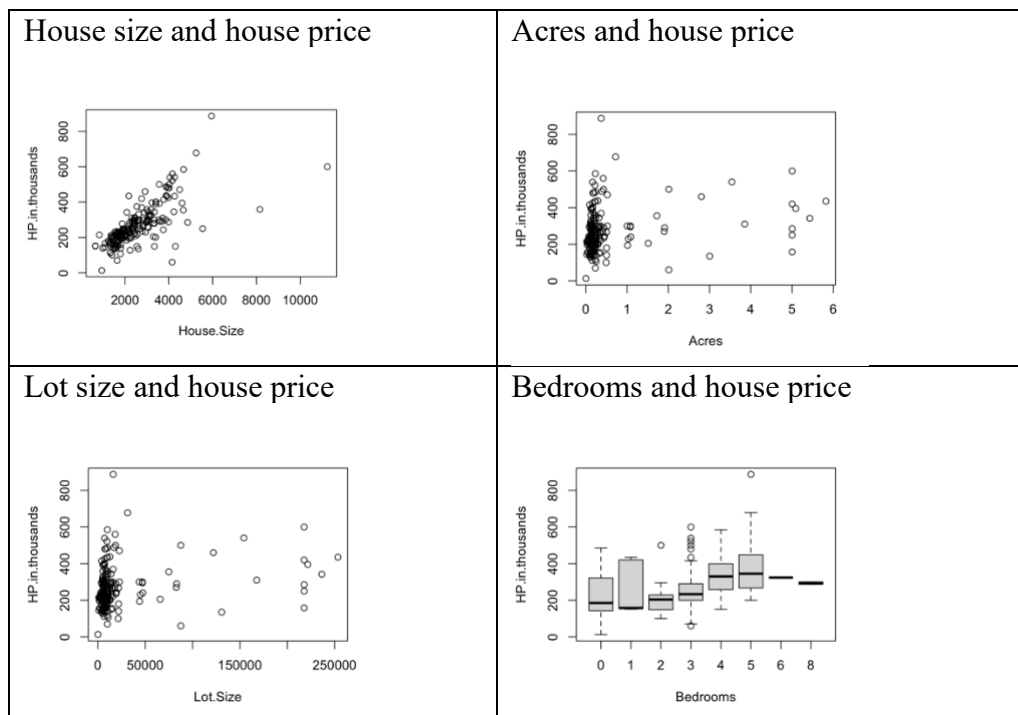 House size and house price
HP.in.thousands
800
600
400
200
0
2000 4000 6000 8000 10000
House.Size
Acres and house price
HP.in.thousands
800
600
400
200
0
0 1 2 3 4 5 6
Acres
Lot size and house price
HP.in.thousands
800
600
400
200
0
0 50000 150000 250000
Lot.Size
Bedrooms and house price
HP.in.thousands
800
600
400
200
0
0 1 2 3 4 5 6 8
Bedrooms